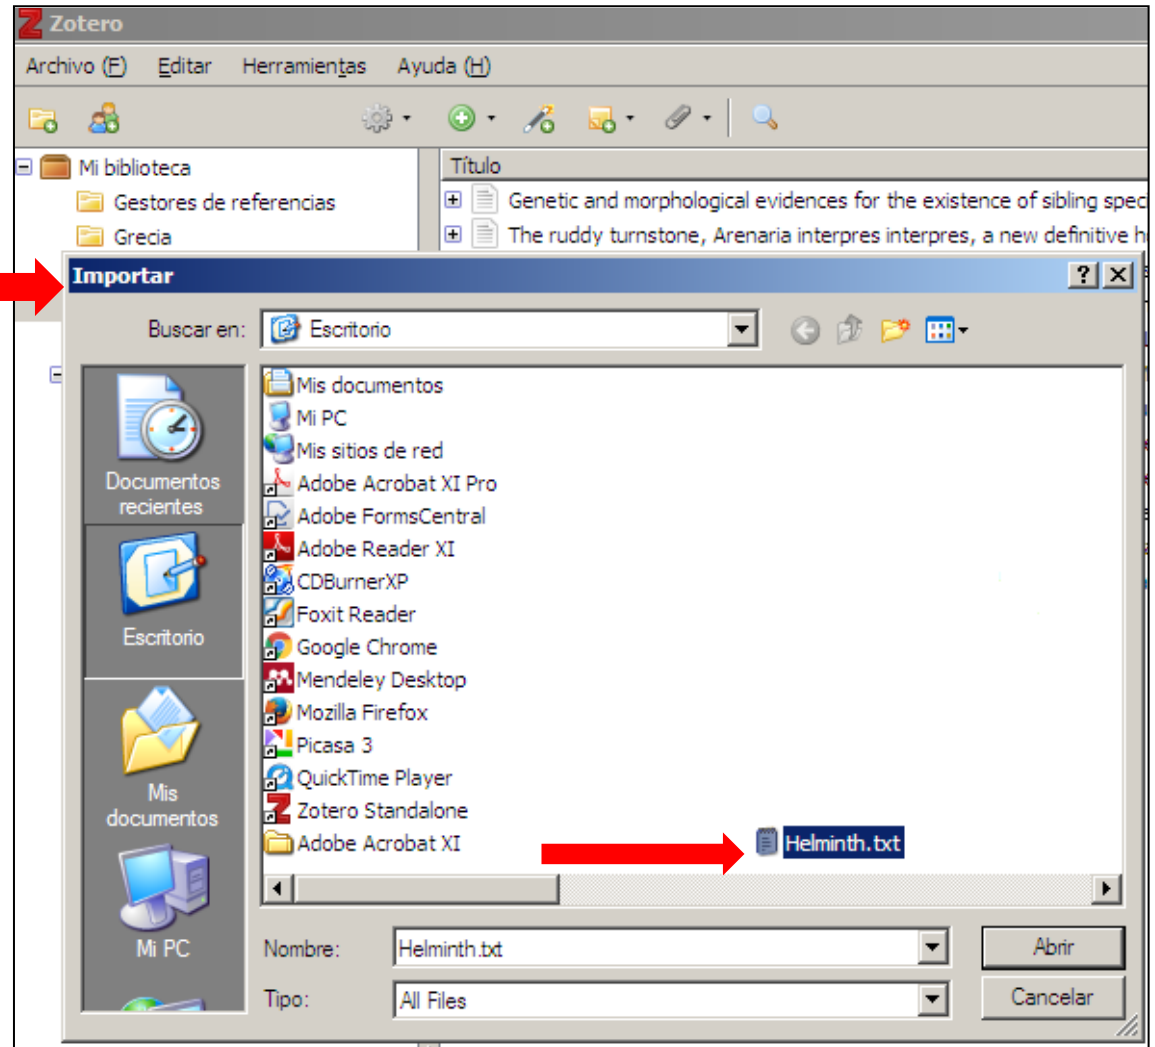 Zotero
Archivo (F) Editar Herramientas Ayuda (H)
Mi biblioteca
Gestores de referencias
Grecia
Título
Genetic and morphological evidences for the existence of sibling spec
The ruddy turnstone, Arenaria interpres interpres, a new definitive h
Importar
Buscar en: Escritorio
Documentos
recientes
Escritorio
Mis
documentos
Mi PC
Mis documentos
Mi PC
Mis sitios de red
Adobe Acrobat XI Pro
Adobe FormsCentral
Adobe Reader XI
CDBurnerXP
Foxit Reader
Google Chrome
Mendeley Desktop
Mozilla Firefox
Picasa 3
QuickTime Player
Zotero Standalone
Adobe Acrobat XI
Helminth.txt
Nombre: Helminth.txt Abrir
Tipo: All Files Cancelar